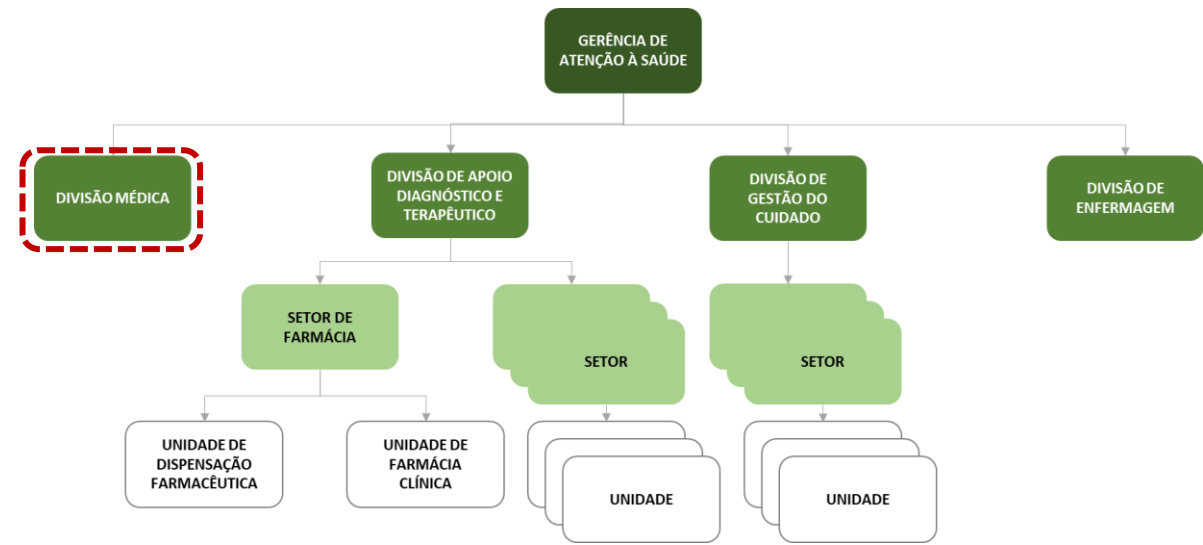 GERÊNCIA DE
ATENÇÃO À SAÚDE
DIVISÃO MÉDICA
DIVISÃO DE APOIO
DIAGNÓSTICO E
TERAPÊUTICO
DIVISÃO DE
GESTÃO DO
CUIDADO
DIVISÃO DE
ENFERMAGEM
SETOR DE
FARMÁCIA
SETOR
SETOR
UNIDADE DE
DISPENSAÇÃO
FARMACÊUTICA
UNIDADE DE
FARMÁCIA
CLÍNICA
UNIDADE
UNIDADE